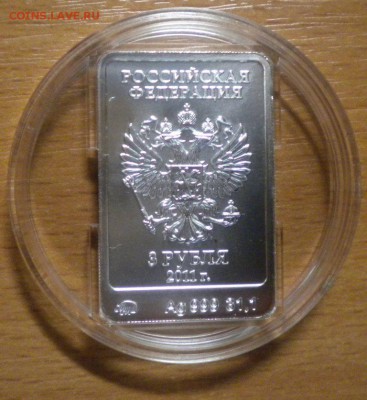 COINS.LAVE.RU
РОССИЙСКАЯ
ФЕДЕРАЦИЯ
3 РУБЛЯ
2011 г.
Ag 999 31,1